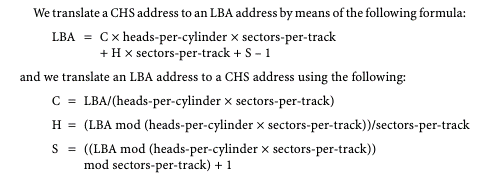 We translate a CHS address to an LBA address by means of the following formula:
LBA = C × heads-per-cylinder × sectors-per-track
+ H × sectors-per-track + S – 1
and we translate an LBA address to a CHS address using the following:
C = LBA/(heads-per-cylinder × sectors-per-track)
H = (LBA mod (heads-per-cylinder × sectors-per-track))/sectors-per-track
S = ((LBA mod (heads-per-cylinder × sectors-per-track))
mod sectors-per-track) + 1